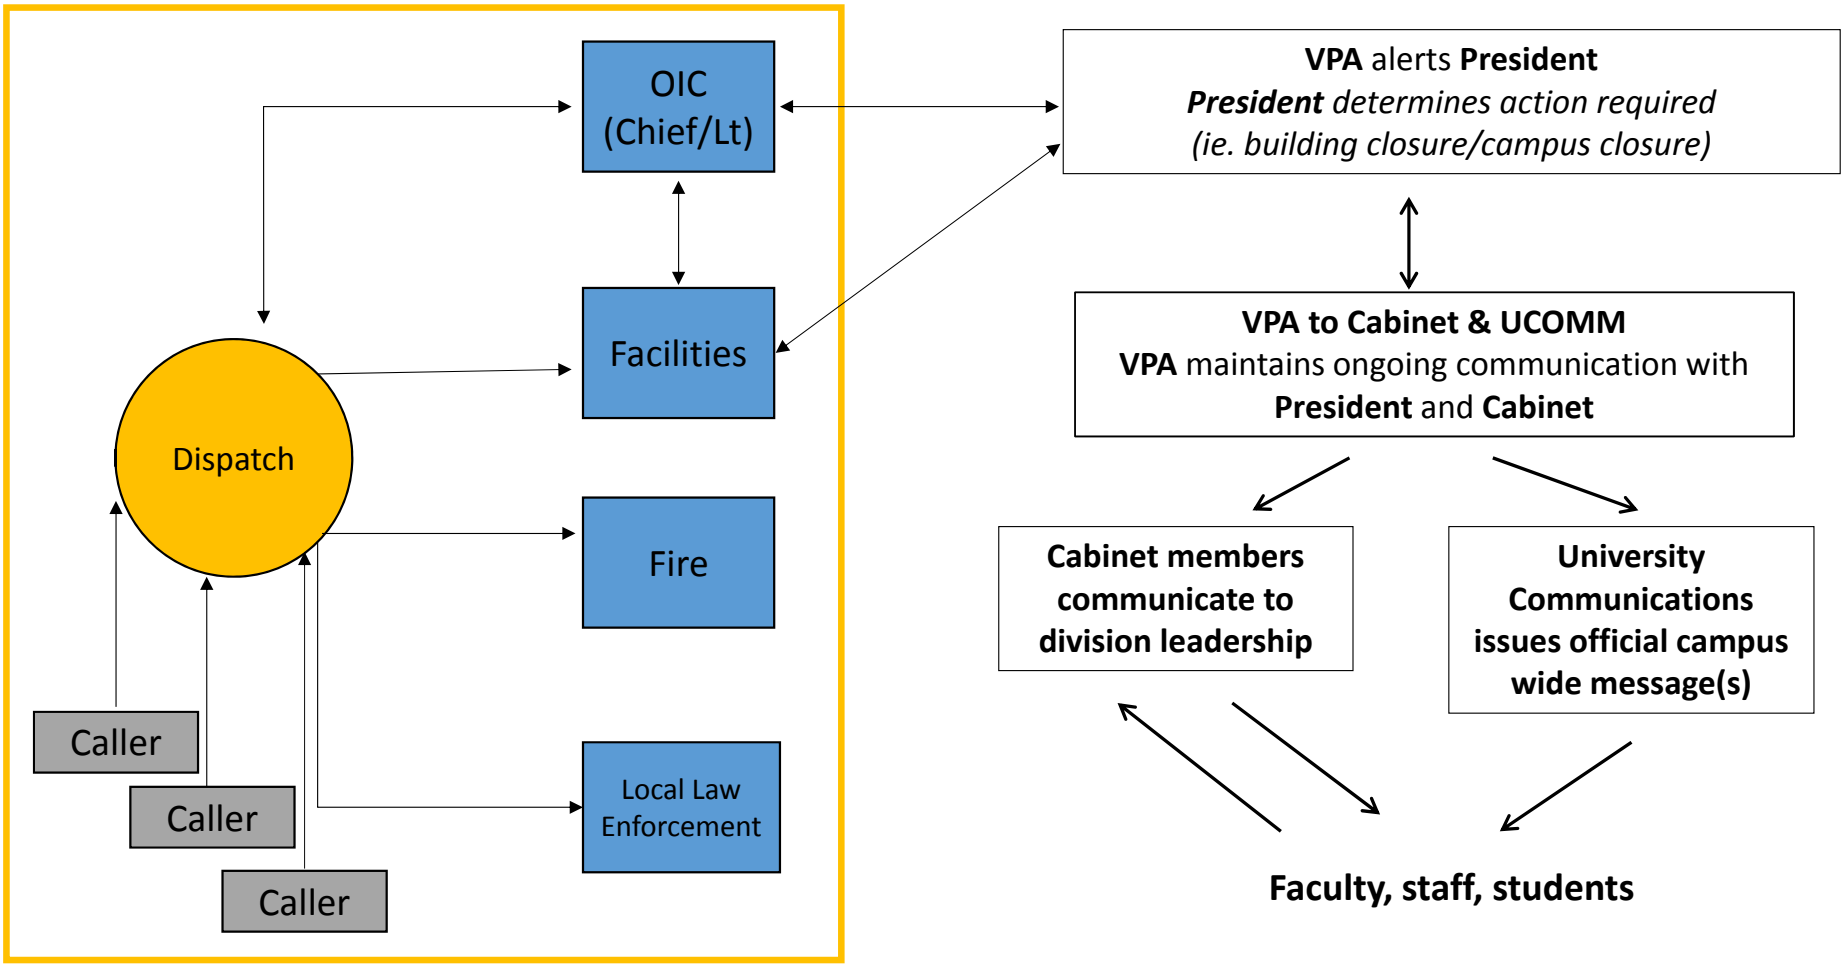 OIC
(Chief/Lt)
Facilities
Dispatch
Fire
Caller
Caller
Caller
Local Law
Enforcement
VPA alerts President
President determines action required
(ie. building closure/campus closure)
VPA to Cabinet & UCOMM
VPA maintains ongoing communication with
President and Cabinet
Cabinet members
communicate to
division leadership
University
Communications
issues official campus
wide message(s)
Faculty, staff, students